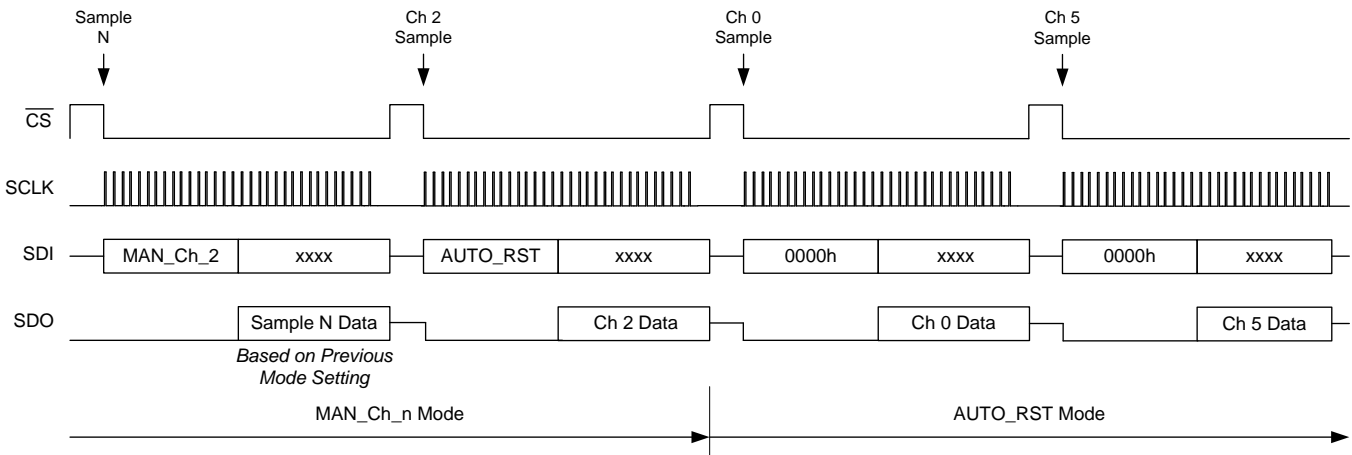 Sample
N
Ch 2
Sample
Ch 0
Sample
Ch 5
Sample
CS
SCLK
SDI
MAN_Ch_2
xxxx
AUTO_RST
xxxx
0000h
xxxx
0000h
xxxx
SDO
Sample N Data
Ch 2 Data
Ch 0 Data
Ch 5 Data
Based on Previous
Mode Setting
MAN_Ch_n Mode
AUTO_RST Mode